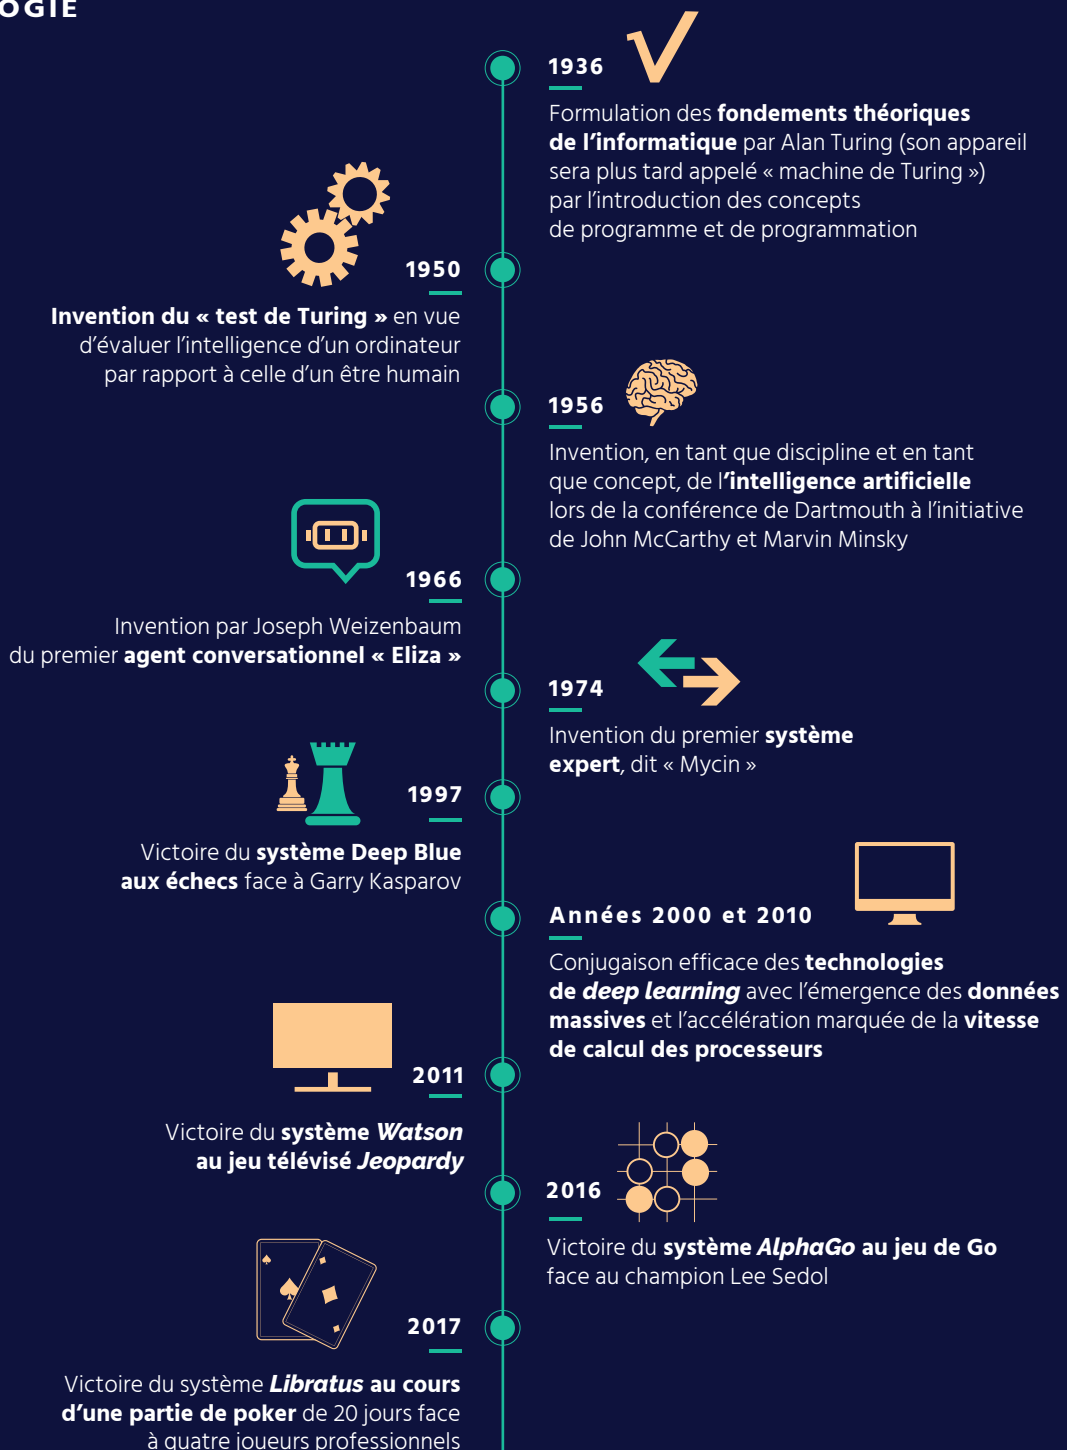 OGIE
1936
Formulation des fondements théoriques
de l’informatique par Alan Turing (son appareil
sera plus tard appelé « machine de Turing »)
par l’introduction des concepts
de programme et de programmation
1950
Invention du « test de Turing » en vue
d’évaluer l’intelligence d’un ordinateur
par rapport à celle d’un être humain
1956
Invention, en tant que discipline et en tant
que concept, de l’intelligence artificielle
lors de la conférence de Dartmouth à l’initiative
de John McCarthy et Marvin Minsky
1966
Invention par Joseph Weizenbaum
du premier agent conversationnel « Eliza »
1974
Invention du premier système
expert, dit « Mycin »
1997
Victoire du système Deep Blue
aux échecs face à Garry Kasparov
Années 2000 et 2010
Conjugaison efficace des technologies
de deep learning avec l’émergence des données
massives et l’accélération marquée de la vitesse
de calcul des processeurs
2011
Victoire du système Watson
au jeu télévisé Jeopardy
2016
Victoire du système AlphaGo au jeu de Go
face au champion Lee Sedol
2017
Victoire du système Libratus au cours
d’une partie de poker de 20 jours face
à quatre joueurs professionnels